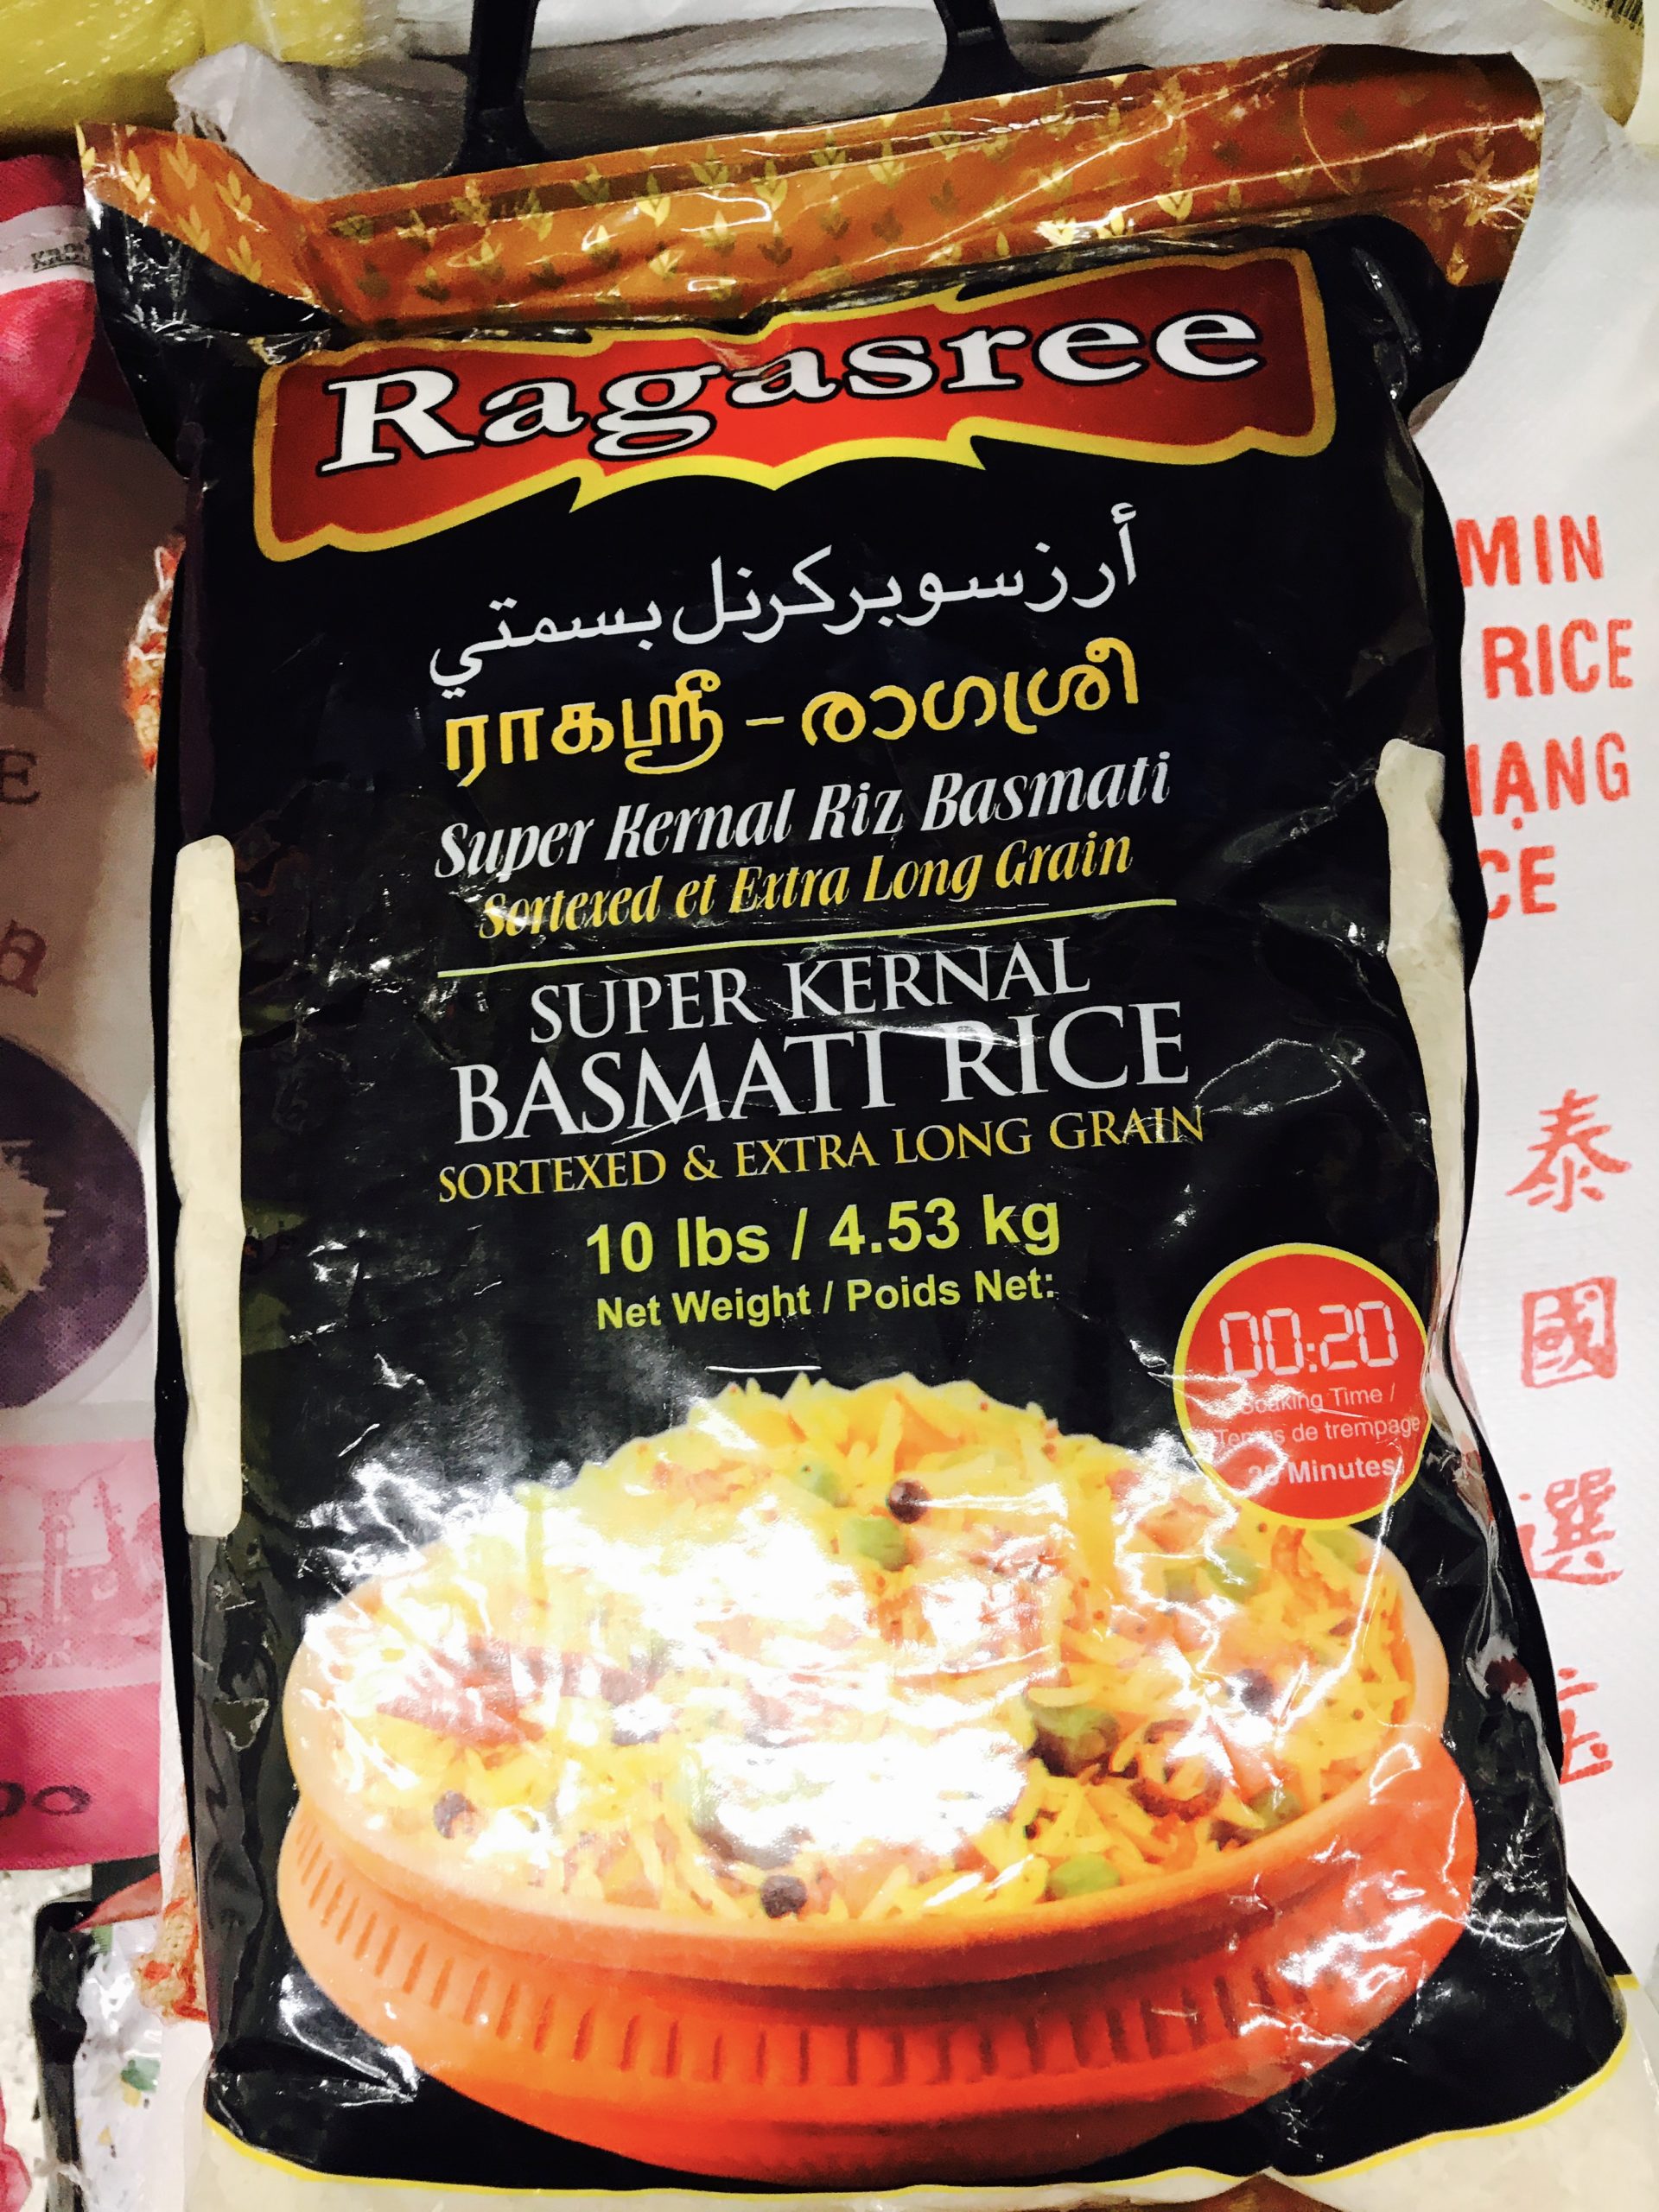 Ragasree
أرز سوبر كرنل بسمتي
ராகஸ்ரீ – രാഗശ്രീ
Super Kernal Riz Basmati
Sortexed et Extra Long Grain
SUPER KERNAL
BASMATI RICE
SORTEXED & EXTRA LONG GRAIN
10 lbs / 4.53 kg
Net Weight / Poids Net:
00:20
Soaking Time /
Temps de trempage
Minutes
MIN
RICE
泰
國
選